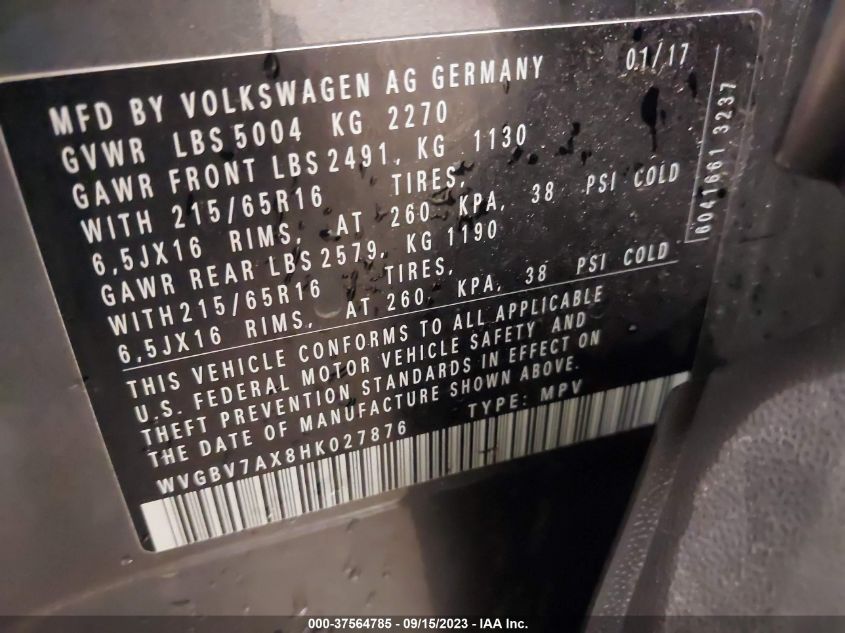 MFD BY VOLKSWAGEN AG GERMANY 01/17
GVWR LBS 5004 KG 2270
GAWR FRONT LBS 2491, KG 1130
WITH 215/65R16 TIRES,
6,5JX16 RIMS, AT 260 KPA, 38 PSI COLD
GAWR REAR LBS 2579, KG 1190
WITH 215/65R16 TIRES,
6,5JX16 RIMS, AT 260, KPA, 38 PSI COLD
THIS VEHICLE CONFORMS TO ALL APPLICABLE
U.S. FEDERAL MOTOR VEHICLE SAFETY AND
THEFT PREVENTION STANDARDS IN EFFECT ON
THE DATE OF MANUFACTURE SHOWN ABOVE.
WVGBV7AX8HK027876 TYPE: MPV
6041661 3237
000-37564785 - 09/15/2023 - IAA Inc.